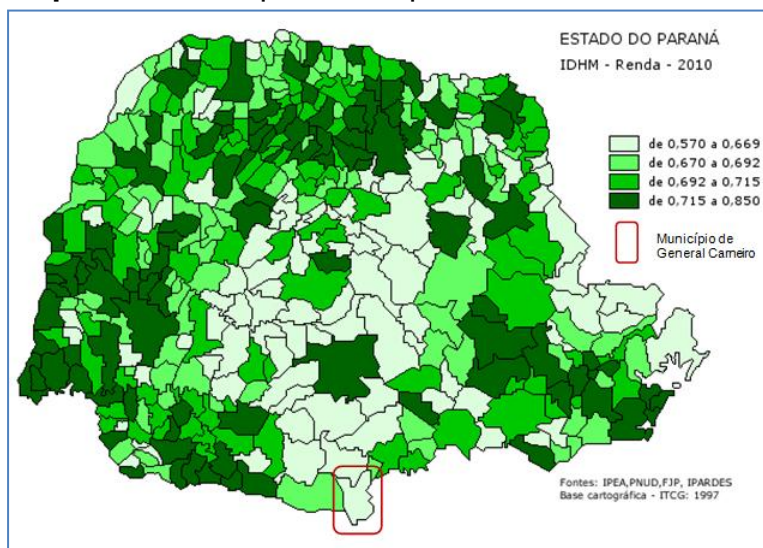 ESTADO DO PARANÁ
IDHM - Renda - 2010
de 0,570 a 0,669
de 0,670 a 0,692
de 0,692 a 0,715
de 0,715 a 0,850
Município de
General Carneiro
Fontes: IPEA,PNUD,FJP, IPARDES
Base cartográfica - ITCG: 1997